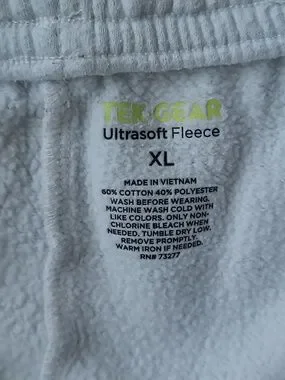 TEK GEAR
Ultrasoft Fleece
XL
MADE IN VIETNAM
60% COTTON 40% POLYESTER
WASH BEFORE WEARING.
MACHINE WASH COLD WITH
LIKE COLORS. ONLY NON-
CHLORINE BLEACH WHEN
NEEDED. TUMBLE DRY LOW.
REMOVE PROMPTLY.
WARM IRON IF NEEDED.
RN# 73277